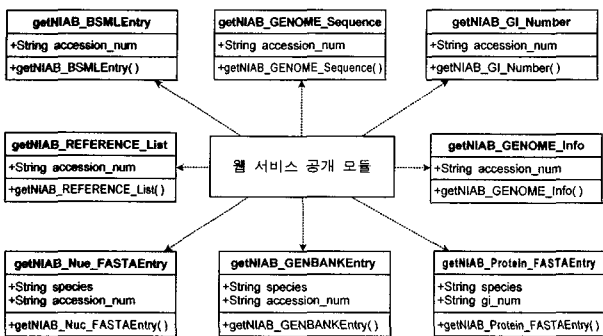 getNIAB_BSMLEntry
+String accession_num
+getNIAB_BSMLEntry()
getNIAB_GENOME_Sequence
+String accession_num
+getNIAB_GENOME_Sequence()
getNIAB_GI_Number
+String accession_num
+getNIAB_GI_Number()
getNIAB_REFERENCE_List
+String accession_num
+getNIAB_REFERENCE_List()
웹 서비스 공개 모듈
getNIAB_GENOME_Info
+String accession_num
+getNIAB_GENOME_Info()
getNIAB_Nue_FASTAEntry
+String species
+String accession_num
+getNIAB_Nuc_FASTAEntry()
getNIAB_GENBANKEntry
+String species
+String accession_num
+getNIAB_GENBANKEntry()
getNIAB_Protein_FASTAEntry
+String species
+String gi_num
+getNIAB_Protein_FASTAEntry()